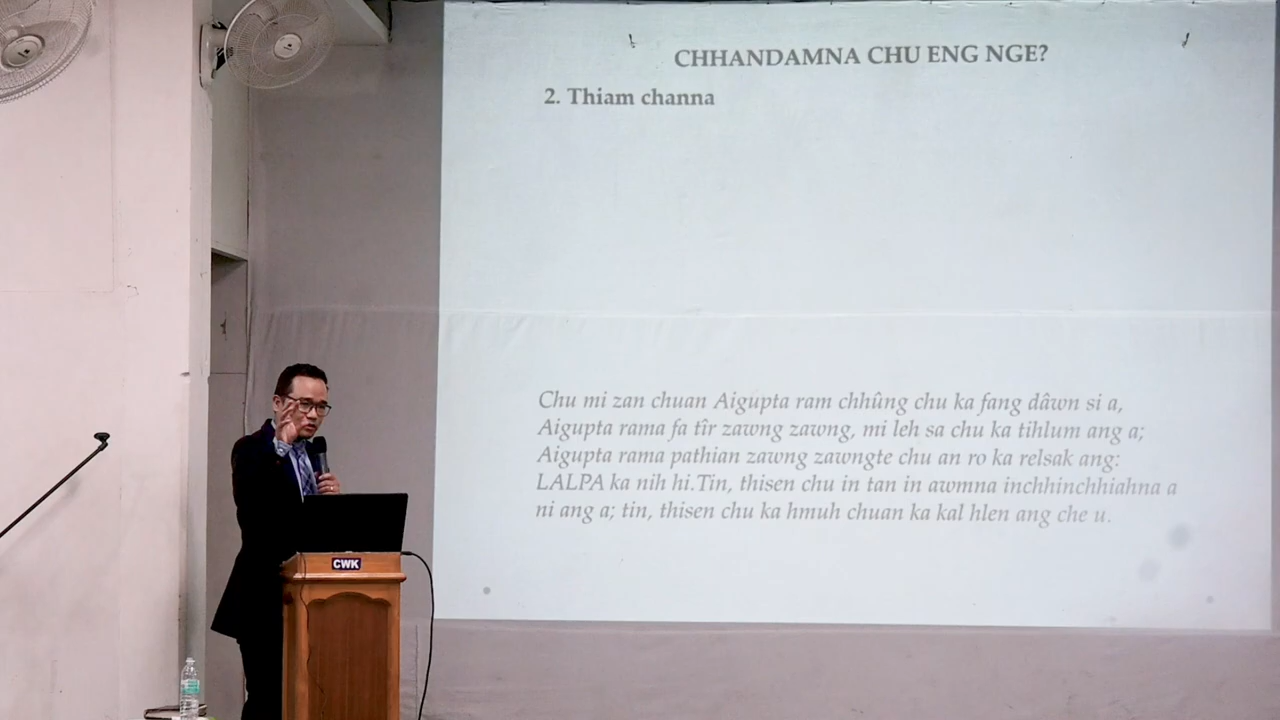 CHHANDAMNA CHU ENG NGE?
2. Thiam channa
Chu mi zan chuan Aigupta ram chhûng chu ka fang dâwn si a,
Aigupta rama fa tîr zawng zawng, mi leh sa chu ka tihlum ang a;
Aigupta rama pathian zawng zawngte chu an ro ka relsak ang:
LALPA ka nih hi.Tin, thisen chu in tan in awmna inchhinchhiahna a
ni ang a; tin, thisen chu ka hmuh chuan ka kal hlen ang che u.
CWK